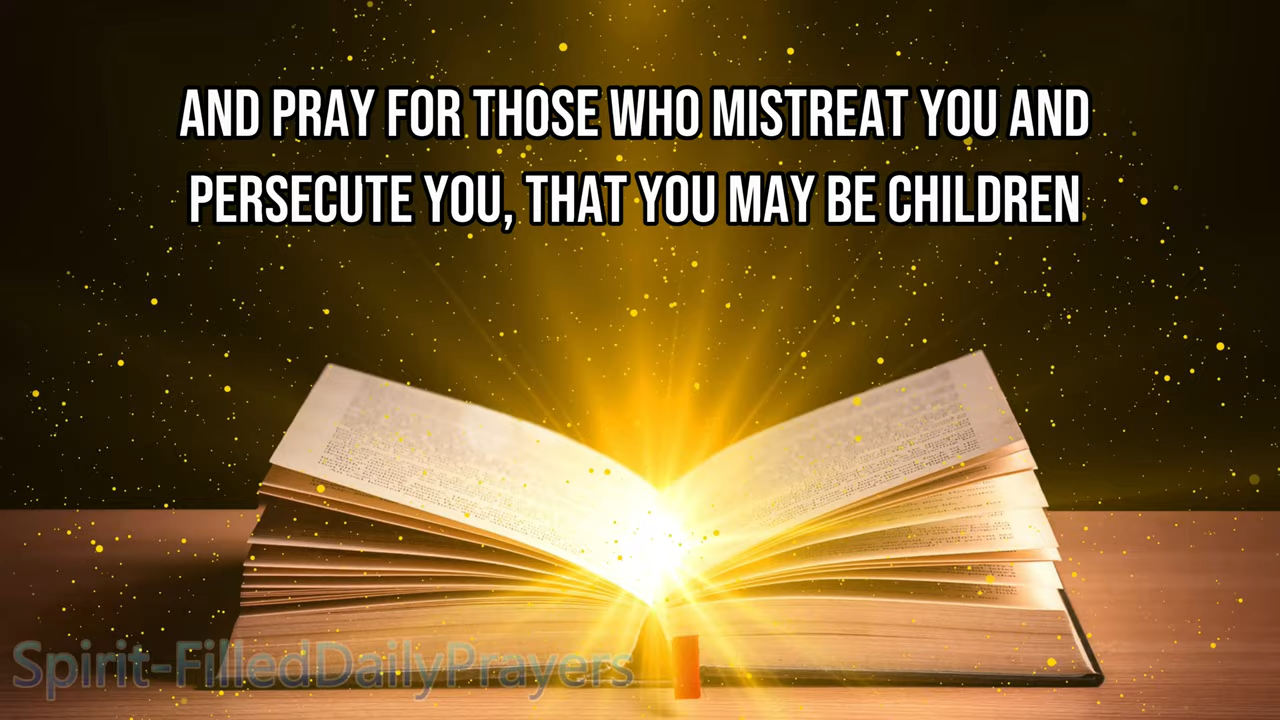 AND PRAY FOR THOSE WHO MISTREAT YOU AND
PERSECUTE YOU, THAT YOU MAY BE CHILDREN
Spirit-FilledDailyPrayers